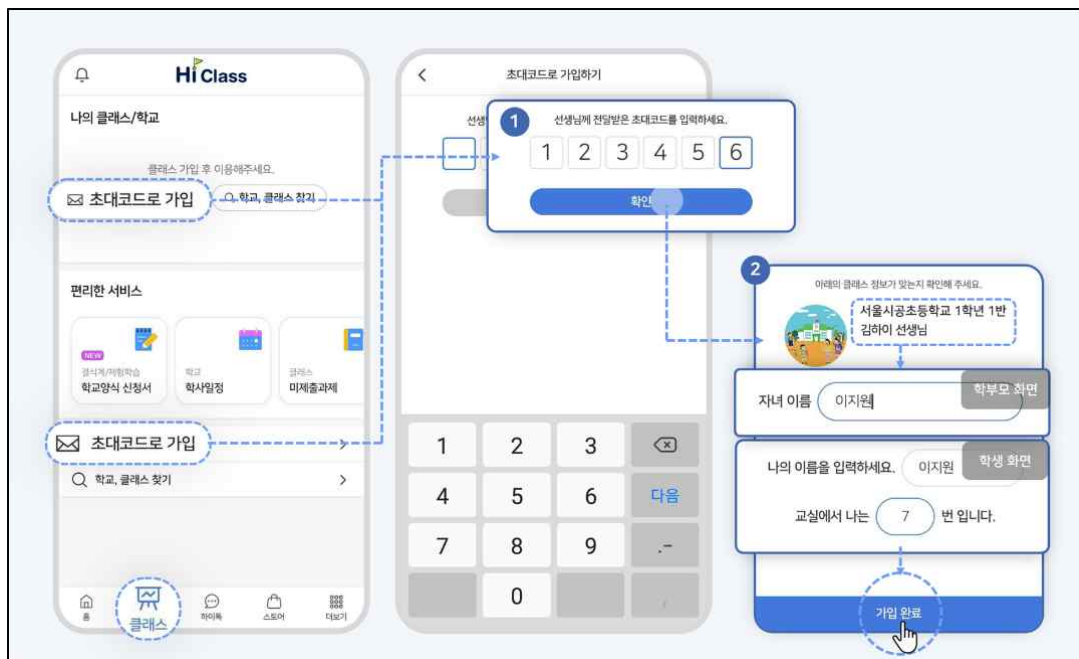 Hi Class
나의 클래스/학교
클래스 가입 후 이용해주세요.
초대코드로 가입
학교, 클래스 찾기
편리한 서비스
NEW
결석계/체험학습
학교양식 신청서
학교
학사일정
클래스
미제출과제
초대코드로 가입
학교, 클래스 찾기
홈
클래스
하이톡
스토어
더보기
초대코드로 가입하기
선생
1
선생님께 전달받은 초대코드를 입력하세요.
1 2 3 4 5 6
확인
1 2 3
4 5 6 다음
7 8 9 .-
0 ,
2
아래의 클래스 정보가 맞는지 확인해 주세요.
서울시공초등학교 1학년 1반
김하이 선생님
자녀 이름 이지원 학부모 화면
나의 이름을 입력하세요. 이지원 학생 화면
교실에서 나는 7 번 입니다.
가입 완료